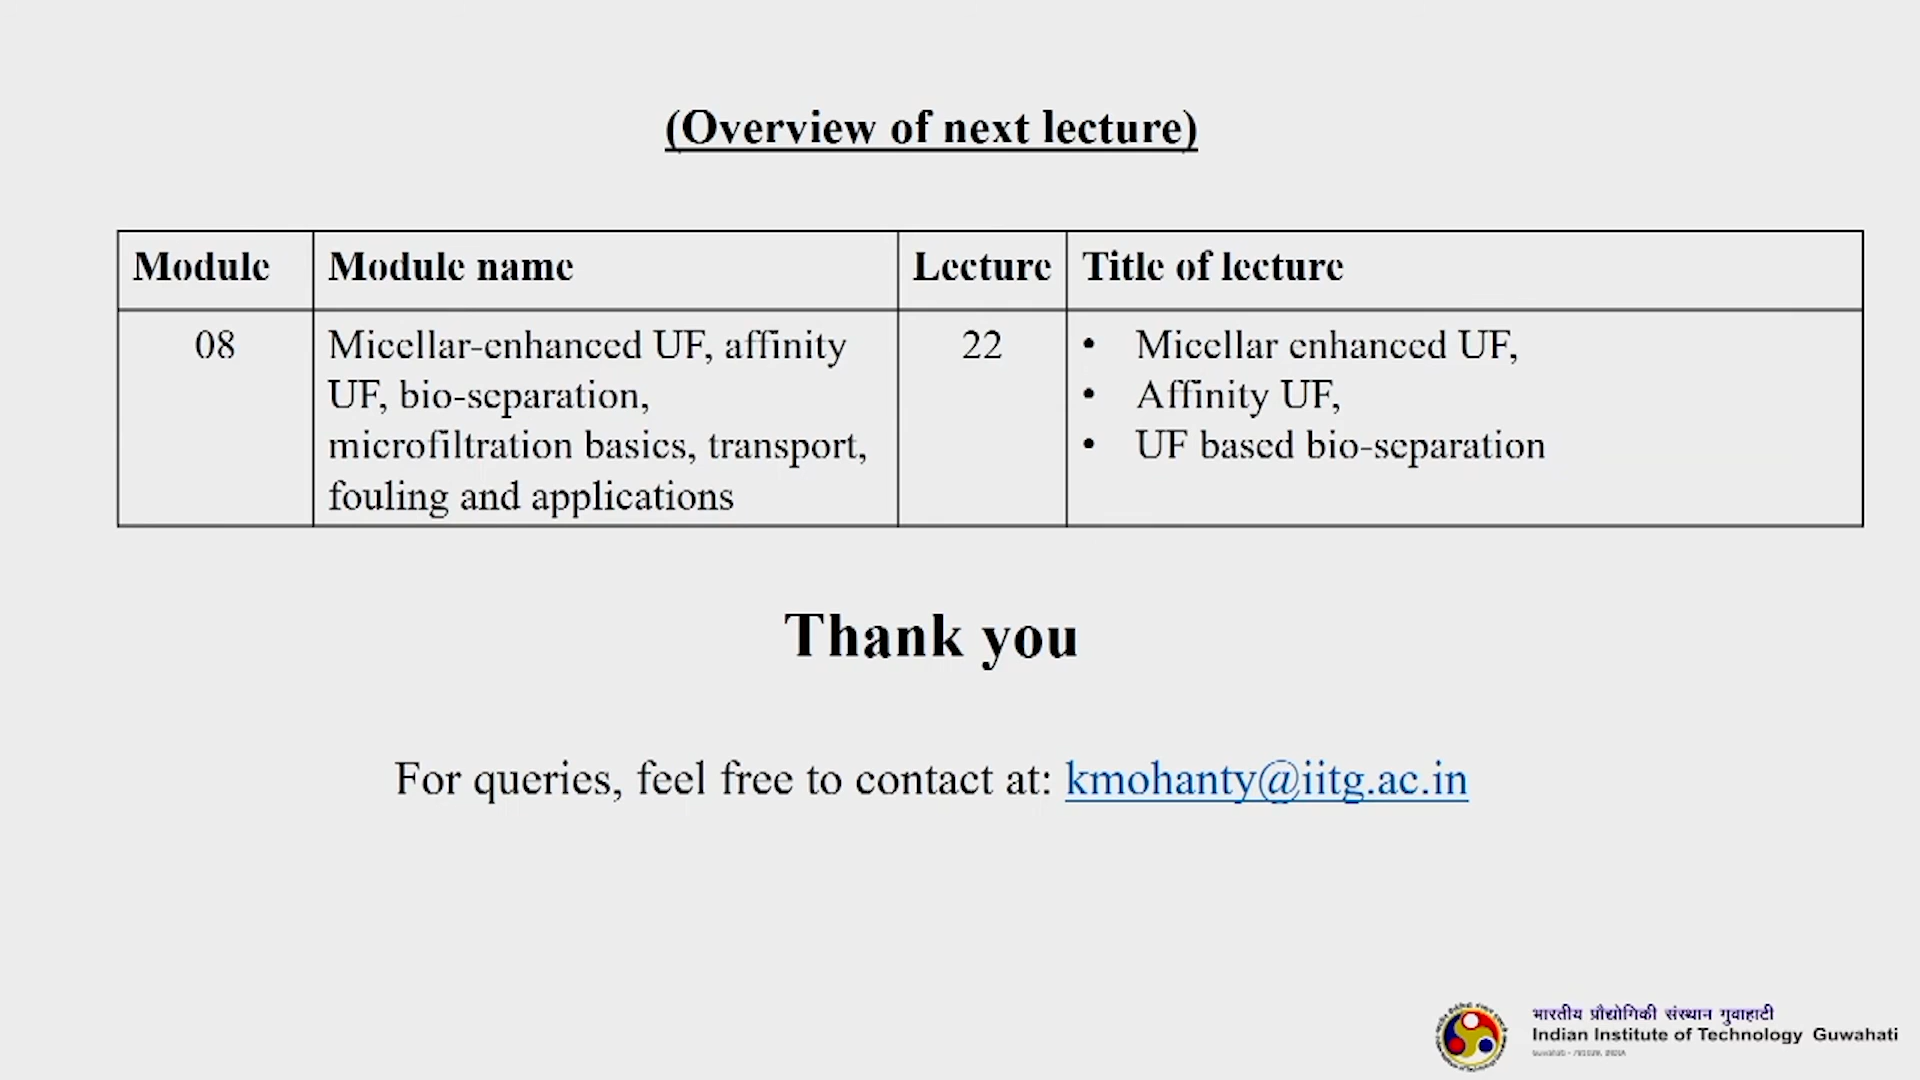 (Overview of next lecture)
Module
Module name
Lecture
Title of lecture
08
Micellar-enhanced UF, affinity
UF, bio-separation,
microfiltration basics, transport,
fouling and applications
22
• Micellar enhanced UF,
• Affinity UF,
• UF based bio-separation
Thank you
For queries, feel free to contact at: kmohanty@iitg.ac.in
भारतीय प्रौद्योगिकी संस्थान गुवाहाटी
Indian Institute of Technology Guwahati